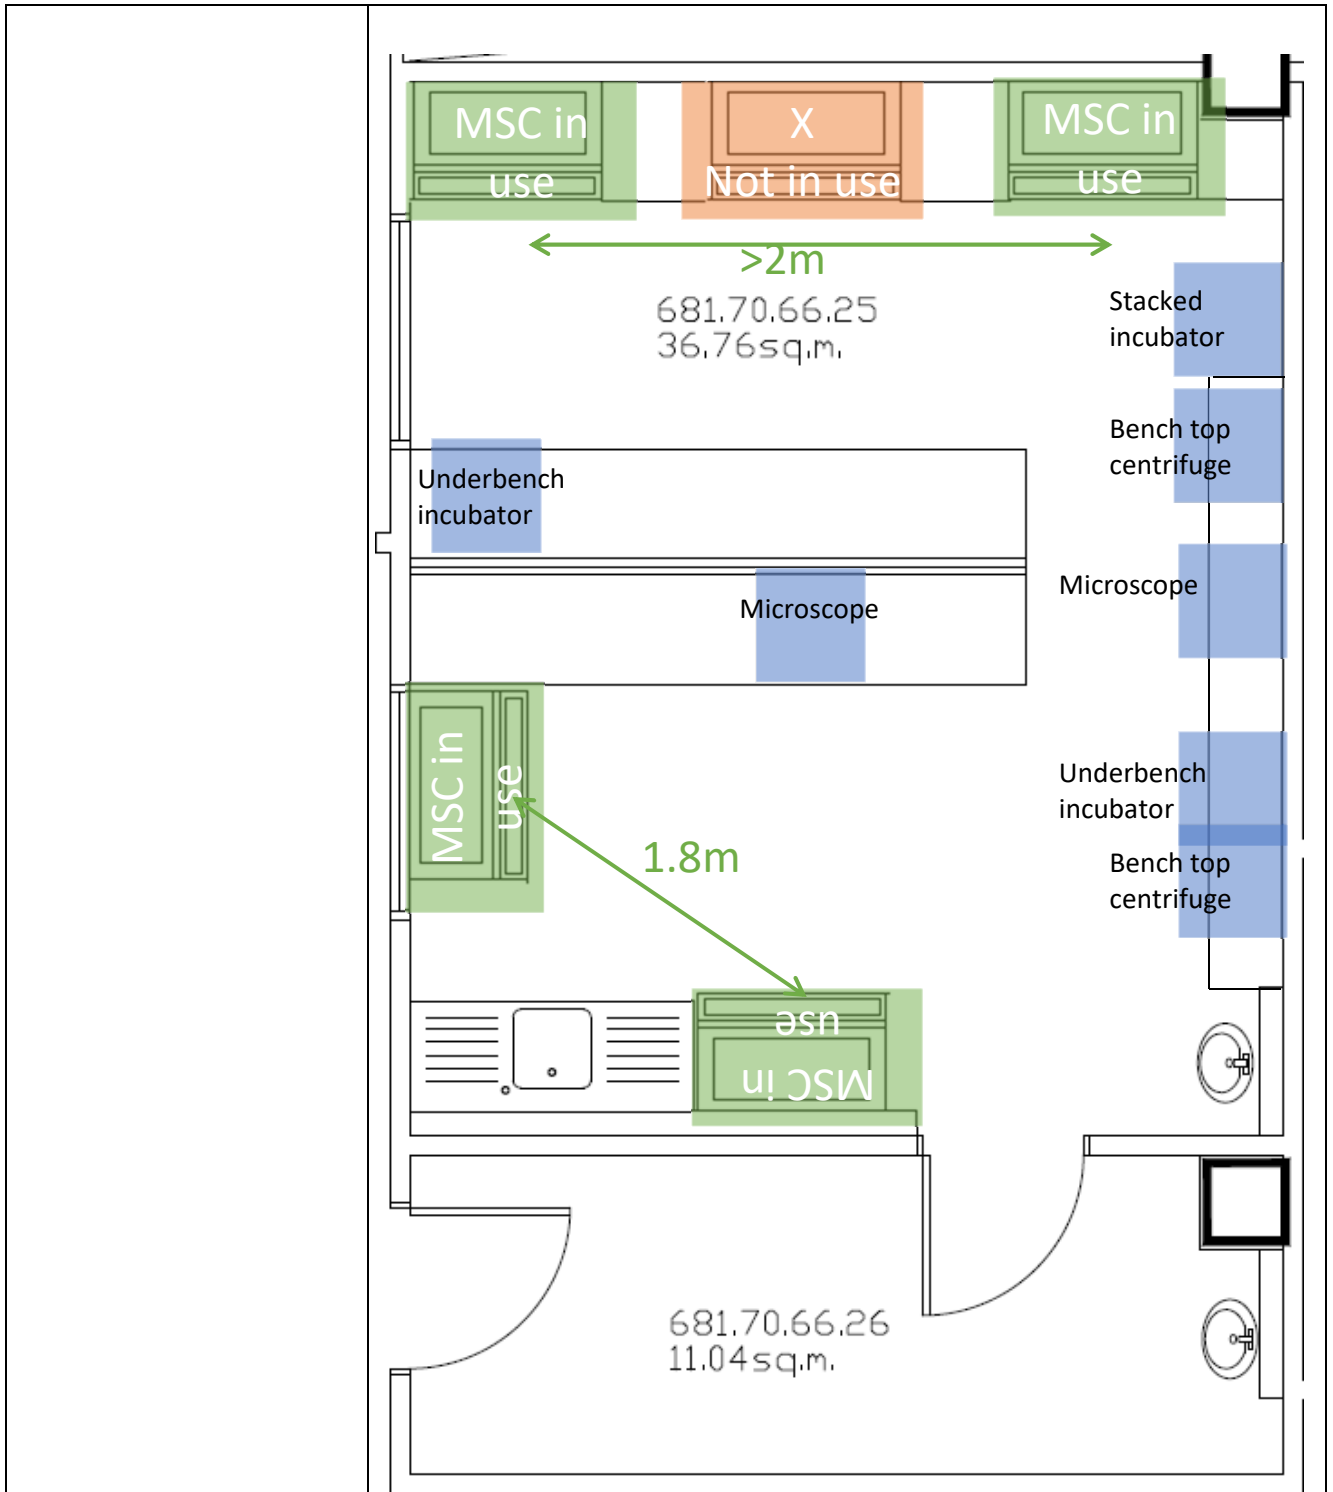 MSC in
use
X
Not in use
MSC in
use
>2m
681.70.66.25
36.76sq.m.
Stacked
incubator
Bench top
centrifuge
Underbench
incubator
Microscope
Microscope
MSC in
use
1.8m
Underbench
incubator
Bench top
centrifuge
MSC in
use
681.70.66.26
11.04sq.m.